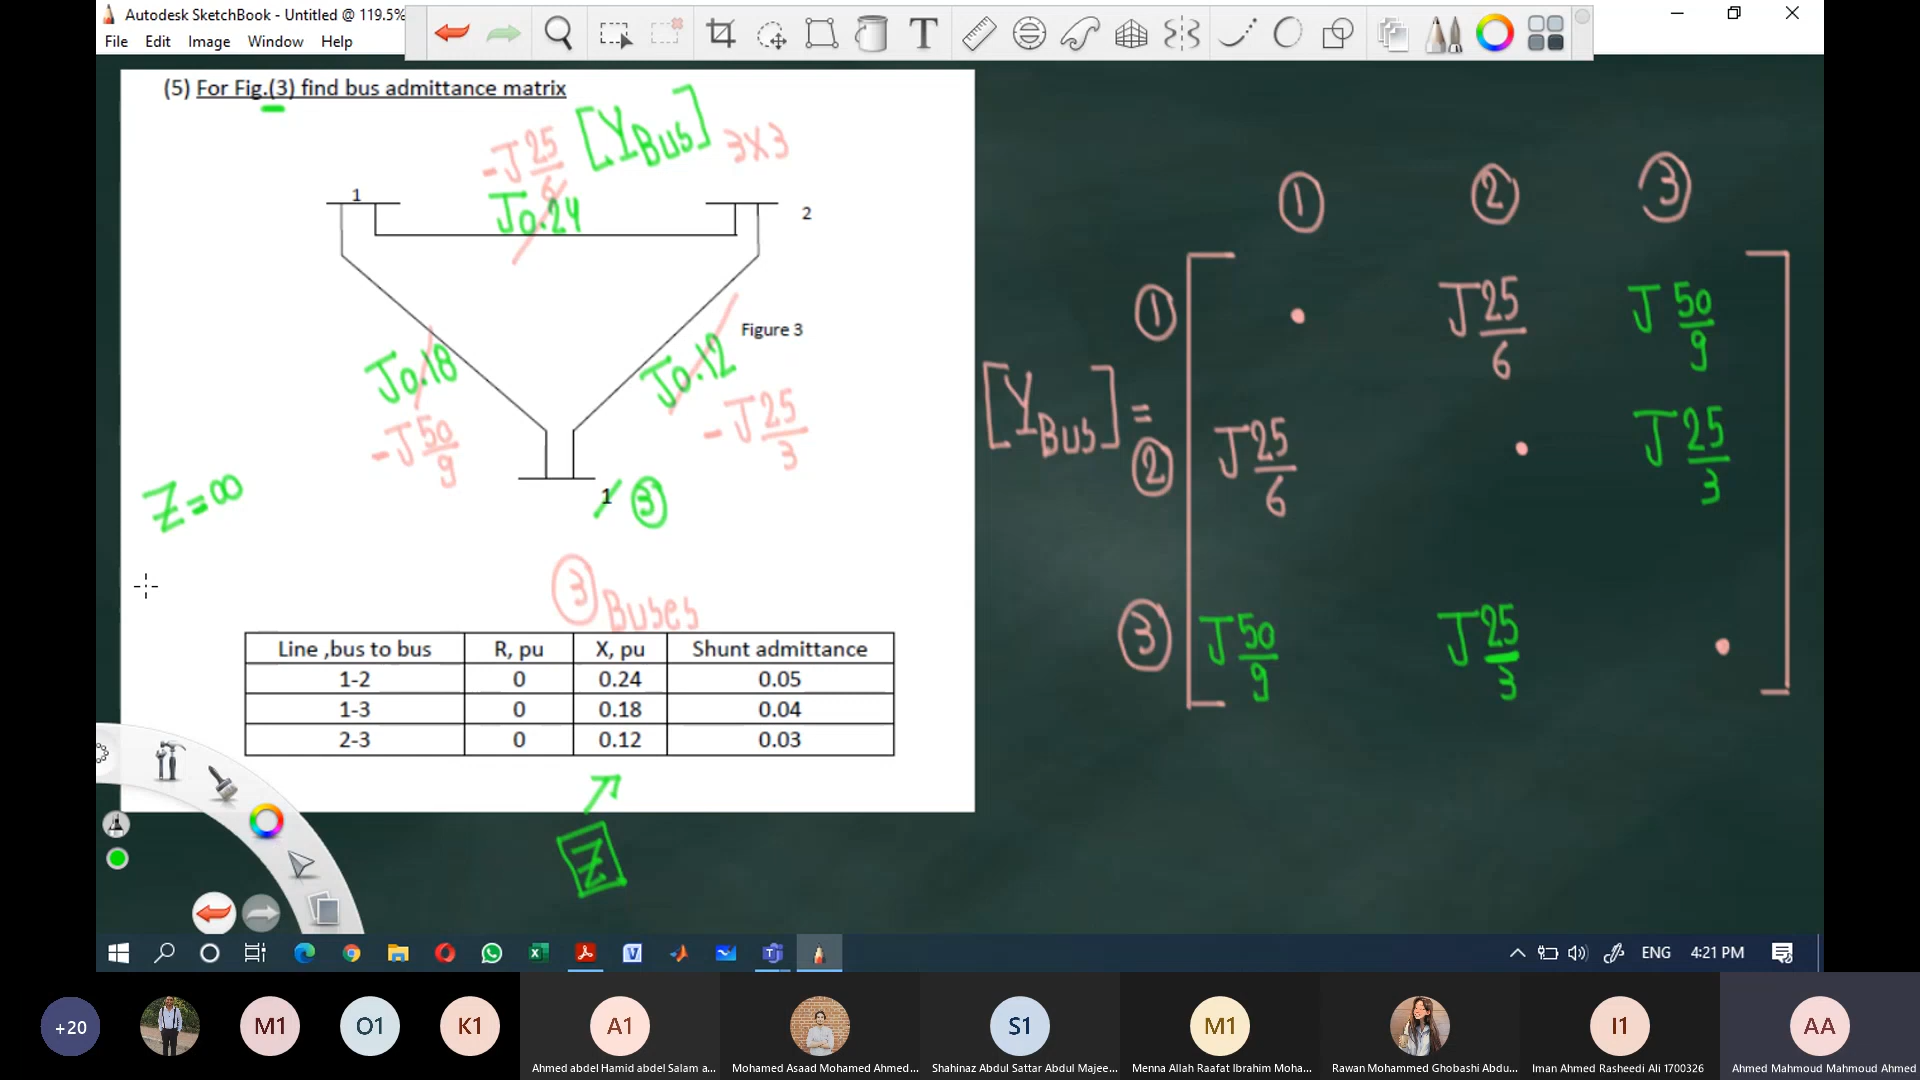 Autodesk SketchBook - Untitled @ 119.5%
File Edit Image Window Help
T
(5) For Fig.(3) find bus admittance matrix
-J25/6 [YBus] 3x3
1
J0.24
2
Figure 3
J0.18
J0.12
-J50/9
-J25/3
Z=∞
1 3
3 Buses
Line ,bus to bus R, pu X, pu Shunt admittance
1-2 0 0.24 0.05
1-3 0 0.18 0.04
2-3 0 0.12 0.03
Z
1 2 3
1 . J25/6 J50/9
[YBus] =
2 J25/6 . J25/3
3 J50/9 J25/3 .
ENG 4:21 PM
+20 M1 O1 K1 A1 S1 M1 I1 AA
Ahmed abdel Hamid abdel Salam a...
Mohamed Asaad Mohamed Ahmed...
Shahinaz Abdul Sattar Abdul Majee...
Menna Allah Raafat Ibrahim Moha...
Rawan Mohammed Ghobashi Abdu...
Iman Ahmed Rasheedi Ali 1700326
Ahmed Mahmoud Mahmoud Ahmed